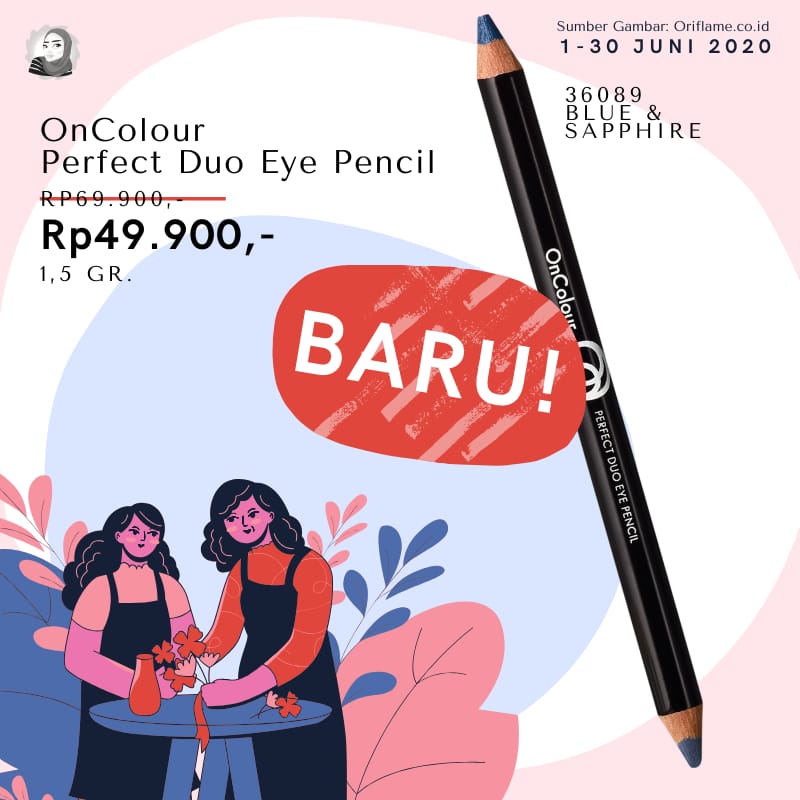 Sumber Gambar: Oriflame.co.id
1-30 JUNI 2020
36089
BLUE &
SAPPHIRE
OnColour
Perfect Duo Eye Pencil
RP69.900,-
Rp49.900,-
1,5 GR.
BARU!
OnColour
PERFECT DUO EYE PENCIL